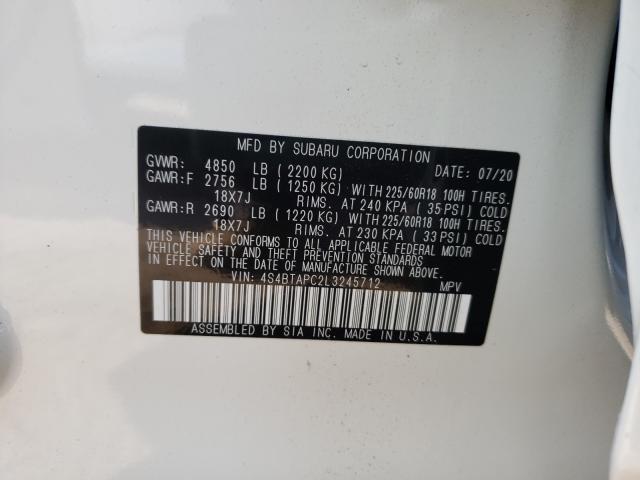 MFD BY SUBARU CORPORATION
GVWR: 4850 LB (2200 KG) DATE: 07/20
GAWR:F 2756 LB (1250 KG) WITH 225/60R18 100H TIRES.
18X7J RIMS. AT 240 KPA (35 PSI) COLD
GAWR:R 2690 LB (1220 KG) WITH 225/60R18 100H TIRES.
18X7J RIMS. AT 230 KPA (33 PSI) COLD
THIS VEHICLE CONFORMS TO ALL APPLICABLE FEDERAL MOTOR
VEHICLE SAFETY AND THEFT PREVENTION STANDARDS
IN EFFECT ON THE DATE OF MANUFACTURE SHOWN ABOVE.
VIN: 4S4BTAPC2L3245712 MPV
ASSEMBLED BY SIA INC. MADE IN U.S.A.